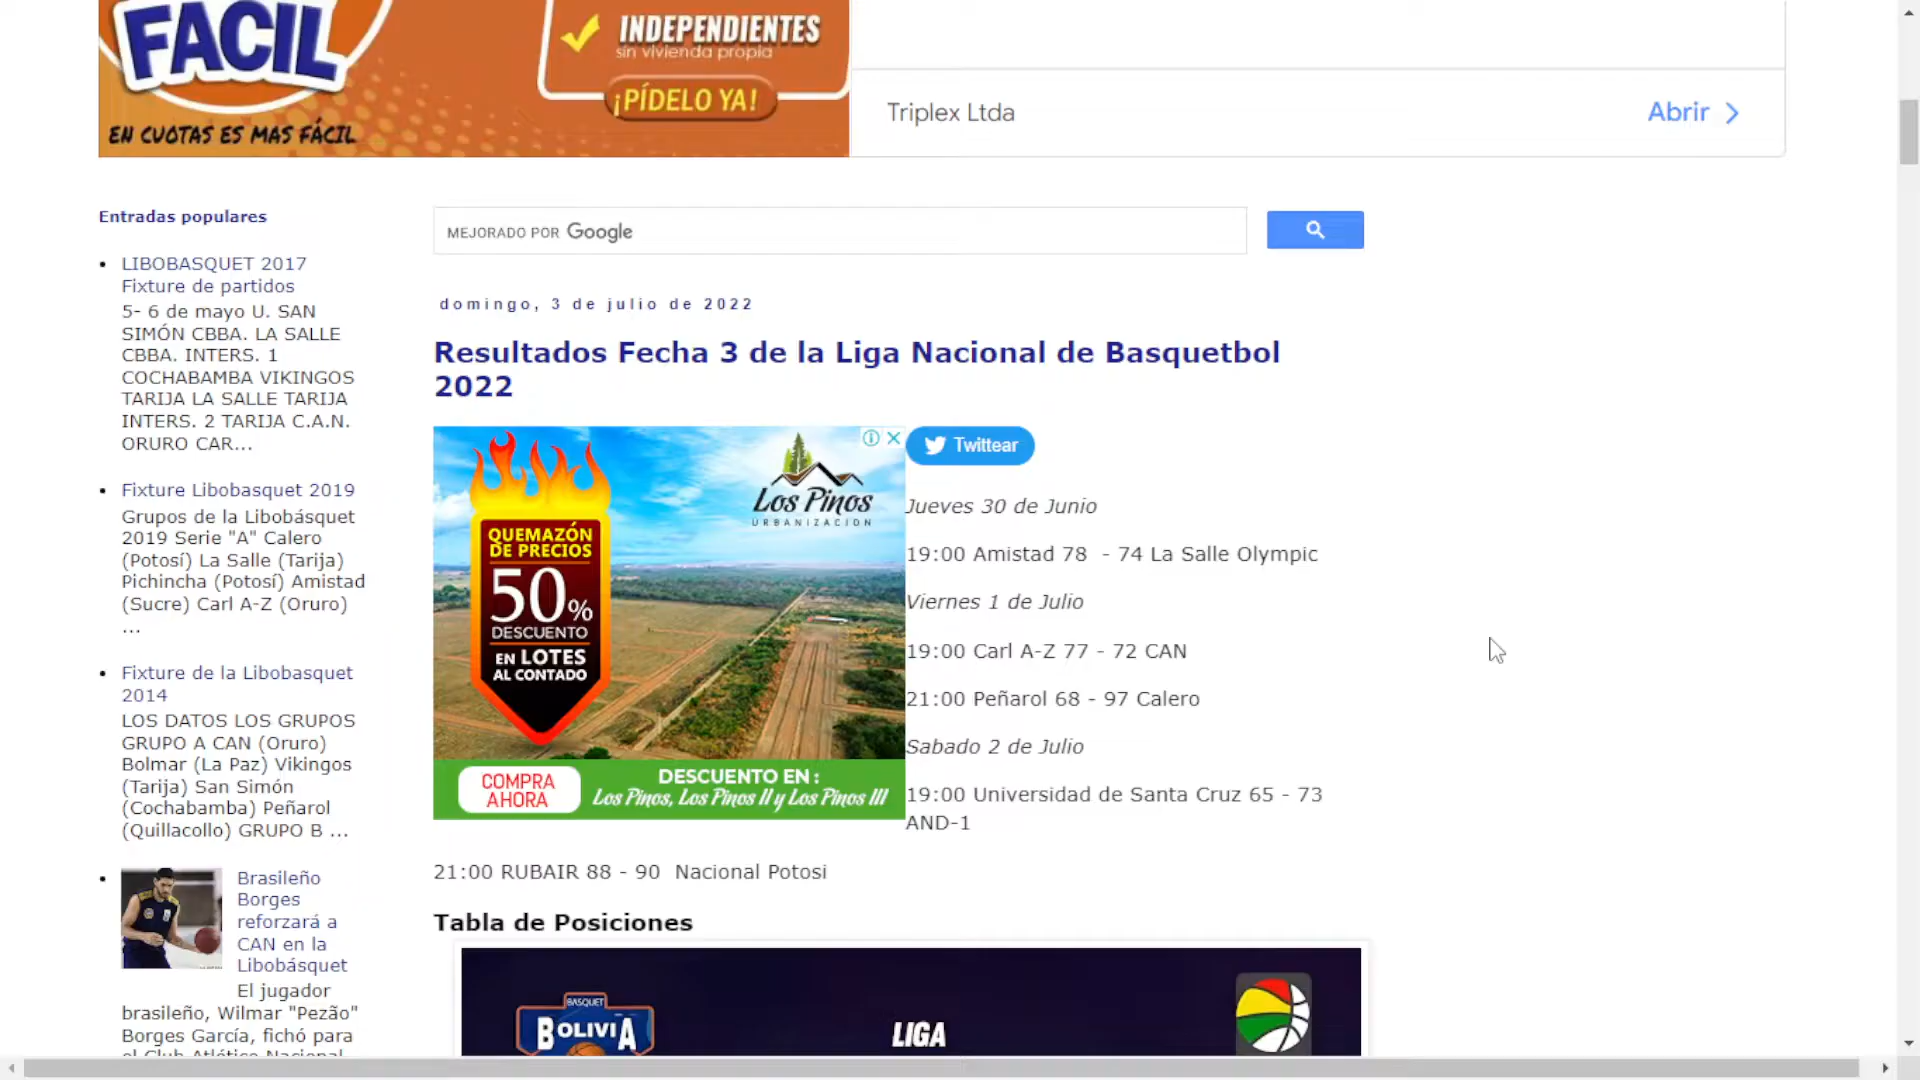 FACIL
EN CUOTAS ES MAS FÁCIL
INDEPENDIENTES
sin vivienda propia
¡PÍDELO YA!
Triplex Ltda
Abrir
Entradas populares
LIBOBASQUET 2017
Fixture de partidos
5- 6 de mayo U. SAN
SIMÓN CBBA. LA SALLE
CBBA. INTERS. 1
COCHABAMBA VIKINGOS
TARIJA LA SALLE TARIJA
INTERS. 2 TARIJA C.A.N.
ORURO CAR...
Fixture Libobasquet 2019
Grupos de la Libobásquet
2019 Serie "A" Calero
(Potosí) La Salle (Tarija)
Pichincha (Potosí) Amistad
(Sucre) Carl A-Z (Oruro)
...
Fixture de la Libobasquet
2014
LOS DATOS LOS GRUPOS
GRUPO A CAN (Oruro)
Bolmar (La Paz) Vikingos
(Tarija) San Simón
(Cochabamba) Peñarol
(Quillacollo) GRUPO B ...
Brasileño
Borges
reforzará a
CAN en la
Libobásquet
El jugador
brasileño, Wilmar "Pezão"
Borges García, fichó para
el Club Atlético Nacional
MEJORADO POR Google
domingo, 3 de julio de 2022
Resultados Fecha 3 de la Liga Nacional de Basquetbol
2022
QUEMAZÓN
DE PRECIOS
50%
DESCUENTO
EN LOTES
AL CONTADO
Los Pinos
URBANIZACION
COMPRA
AHORA
DESCUENTO EN :
Los Pinos, Los Pinos II y Los Pinos III
Twittear
Jueves 30 de Junio
19:00 Amistad 78  - 74 La Salle Olympic
Viernes 1 de Julio
19:00 Carl A-Z 77 - 72 CAN
21:00 Peñarol 68 - 97 Calero
Sabado 2 de Julio
19:00 Universidad de Santa Cruz 65 - 73
AND-1
21:00 RUBAIR 88 - 90  Nacional Potosi
Tabla de Posiciones
BASQUET
BOLIVIA
LIGA